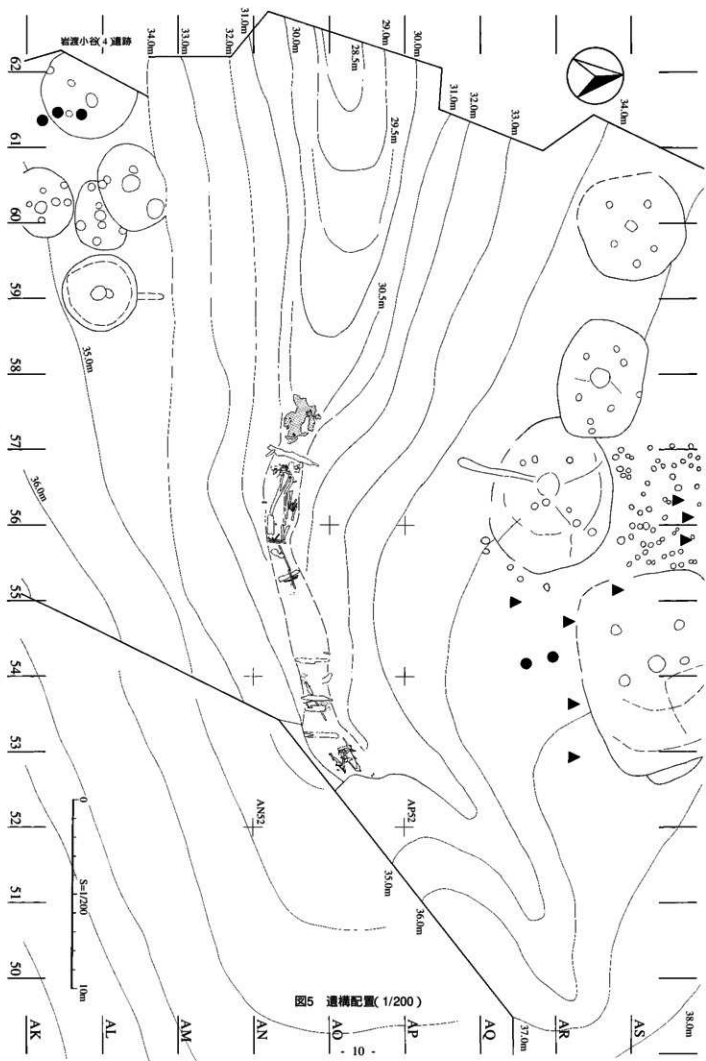 岩渡小谷(4)遺跡
34.0m
33.0m
32.0m
31.0m
30.0m
28.5m
29.0m
30.0m
29.5m
31.0m
32.0m
33.0m
34.0m
30.5m
35.0m
36.0m
62
61
60
59
58
57
56
55
54
53
52
51
50
AN52
AP52
35.0m
36.0m
37.0m
38.0m
0
S=1/200
10m
AK
AL
AM
AN
AO
AP
AQ
AR
AS
図5 遺構配置(1/200)
- 10 -